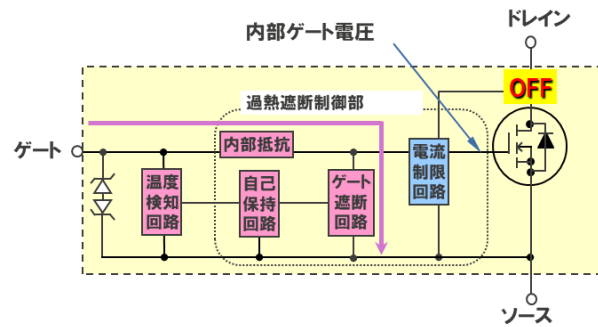 ドレイン
内部ゲート電圧
OFF
過熱遮断制御部
ゲート
内部抵抗
電流
制限
回路
温度
検知
回路
自己
保持
回路
ゲート
遮断
回路
ソース